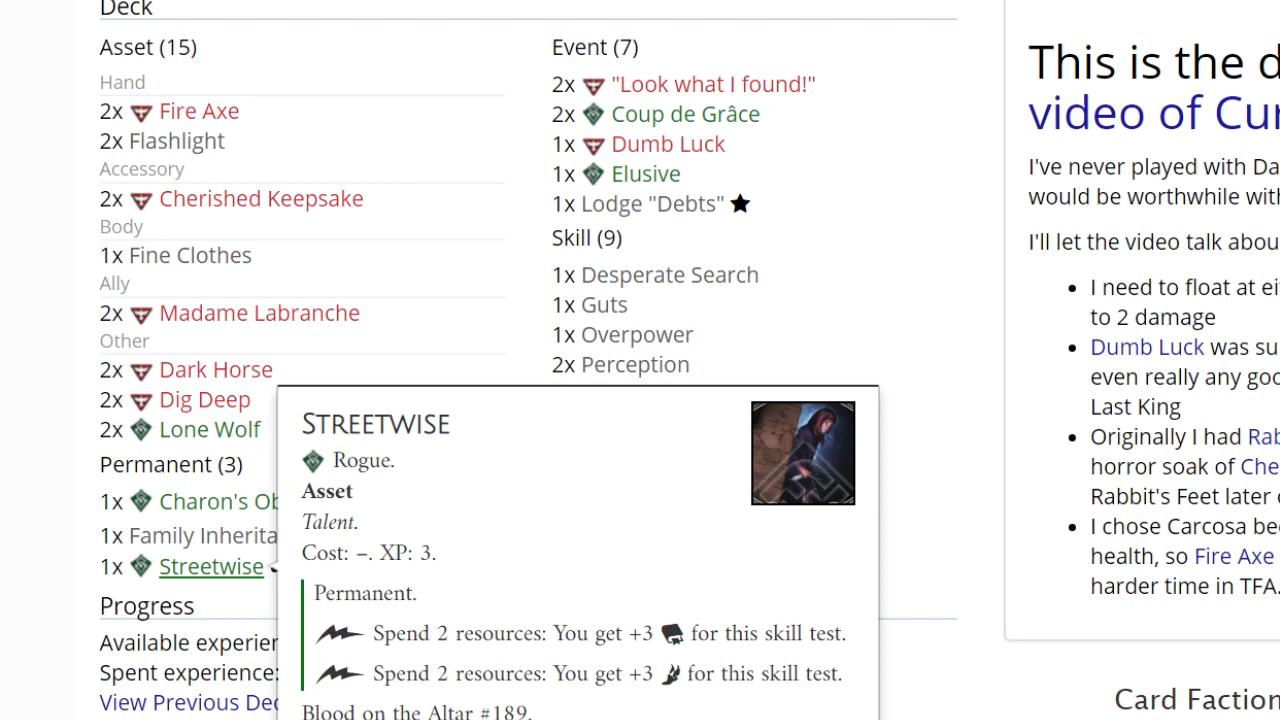 Deck
Asset (15)
Hand
2x Fire Axe
2x Flashlight
Accessory
2x Cherished Keepsake
Body
1x Fine Clothes
Ally
2x Madame Labranche
Other
2x Dark Horse
2x Dig Deep
2x Lone Wolf
Permanent (3)
1x Charon's Ob
1x Family Inherita
1x Streetwise
Progress
Available experien
Spent experience:
View Previous Dec
Event (7)
2x "Look what I found!"
2x Coup de Grâce
1x Dumb Luck
1x Elusive
1x Lodge "Debts"
Skill (9)
1x Desperate Search
1x Guts
1x Overpower
2x Perception
Streetwise
Rogue.
Asset
Talent.
Cost: –. XP: 3.
Permanent.
Spend 2 resources: You get +3 for this skill test.
Spend 2 resources: You get +3 for this skill test.
Blood on the Altar #189.
This is the d
video of Cur
I've never played with Da
would be worthwhile with
I'll let the video talk abou
I need to float at ei
to 2 damage
Dumb Luck was su
even really any goo
Last King
Originally I had Rab
horror soak of Che
Rabbit's Feet later o
I chose Carcosa bec
health, so Fire Axe
harder time in TFA.
Card Faction